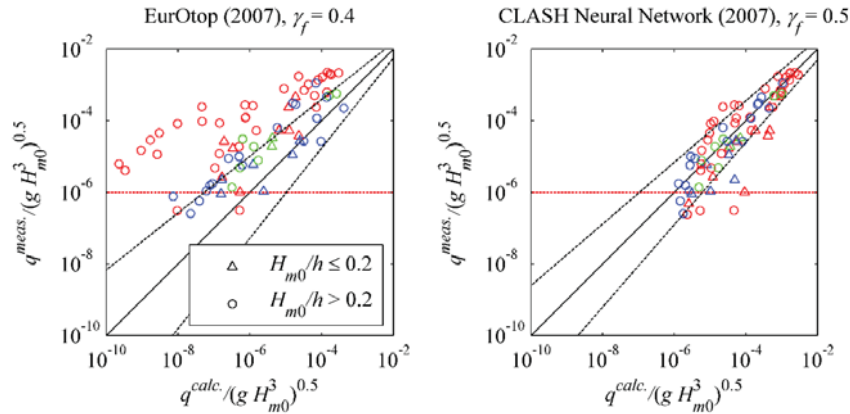 EurOtop (2007), γf = 0.4
10^-2
10^-4
10^-6
10^-8
10^-10
q^meas./(g H^3_m0)^0.5
△ H_m0/h ≤ 0.2
○ H_m0/h > 0.2
10^-10 10^-8 10^-6 10^-4 10^-2
q^calc./(g H^3_m0)^0.5
CLASH Neural Network (2007), γf = 0.5
10^-2
10^-4
10^-6
10^-8
10^-10
q^meas./(g H^3_m0)^0.5
10^-10 10^-8 10^-6 10^-4 10^-2
q^calc./(g H^3_m0)^0.5